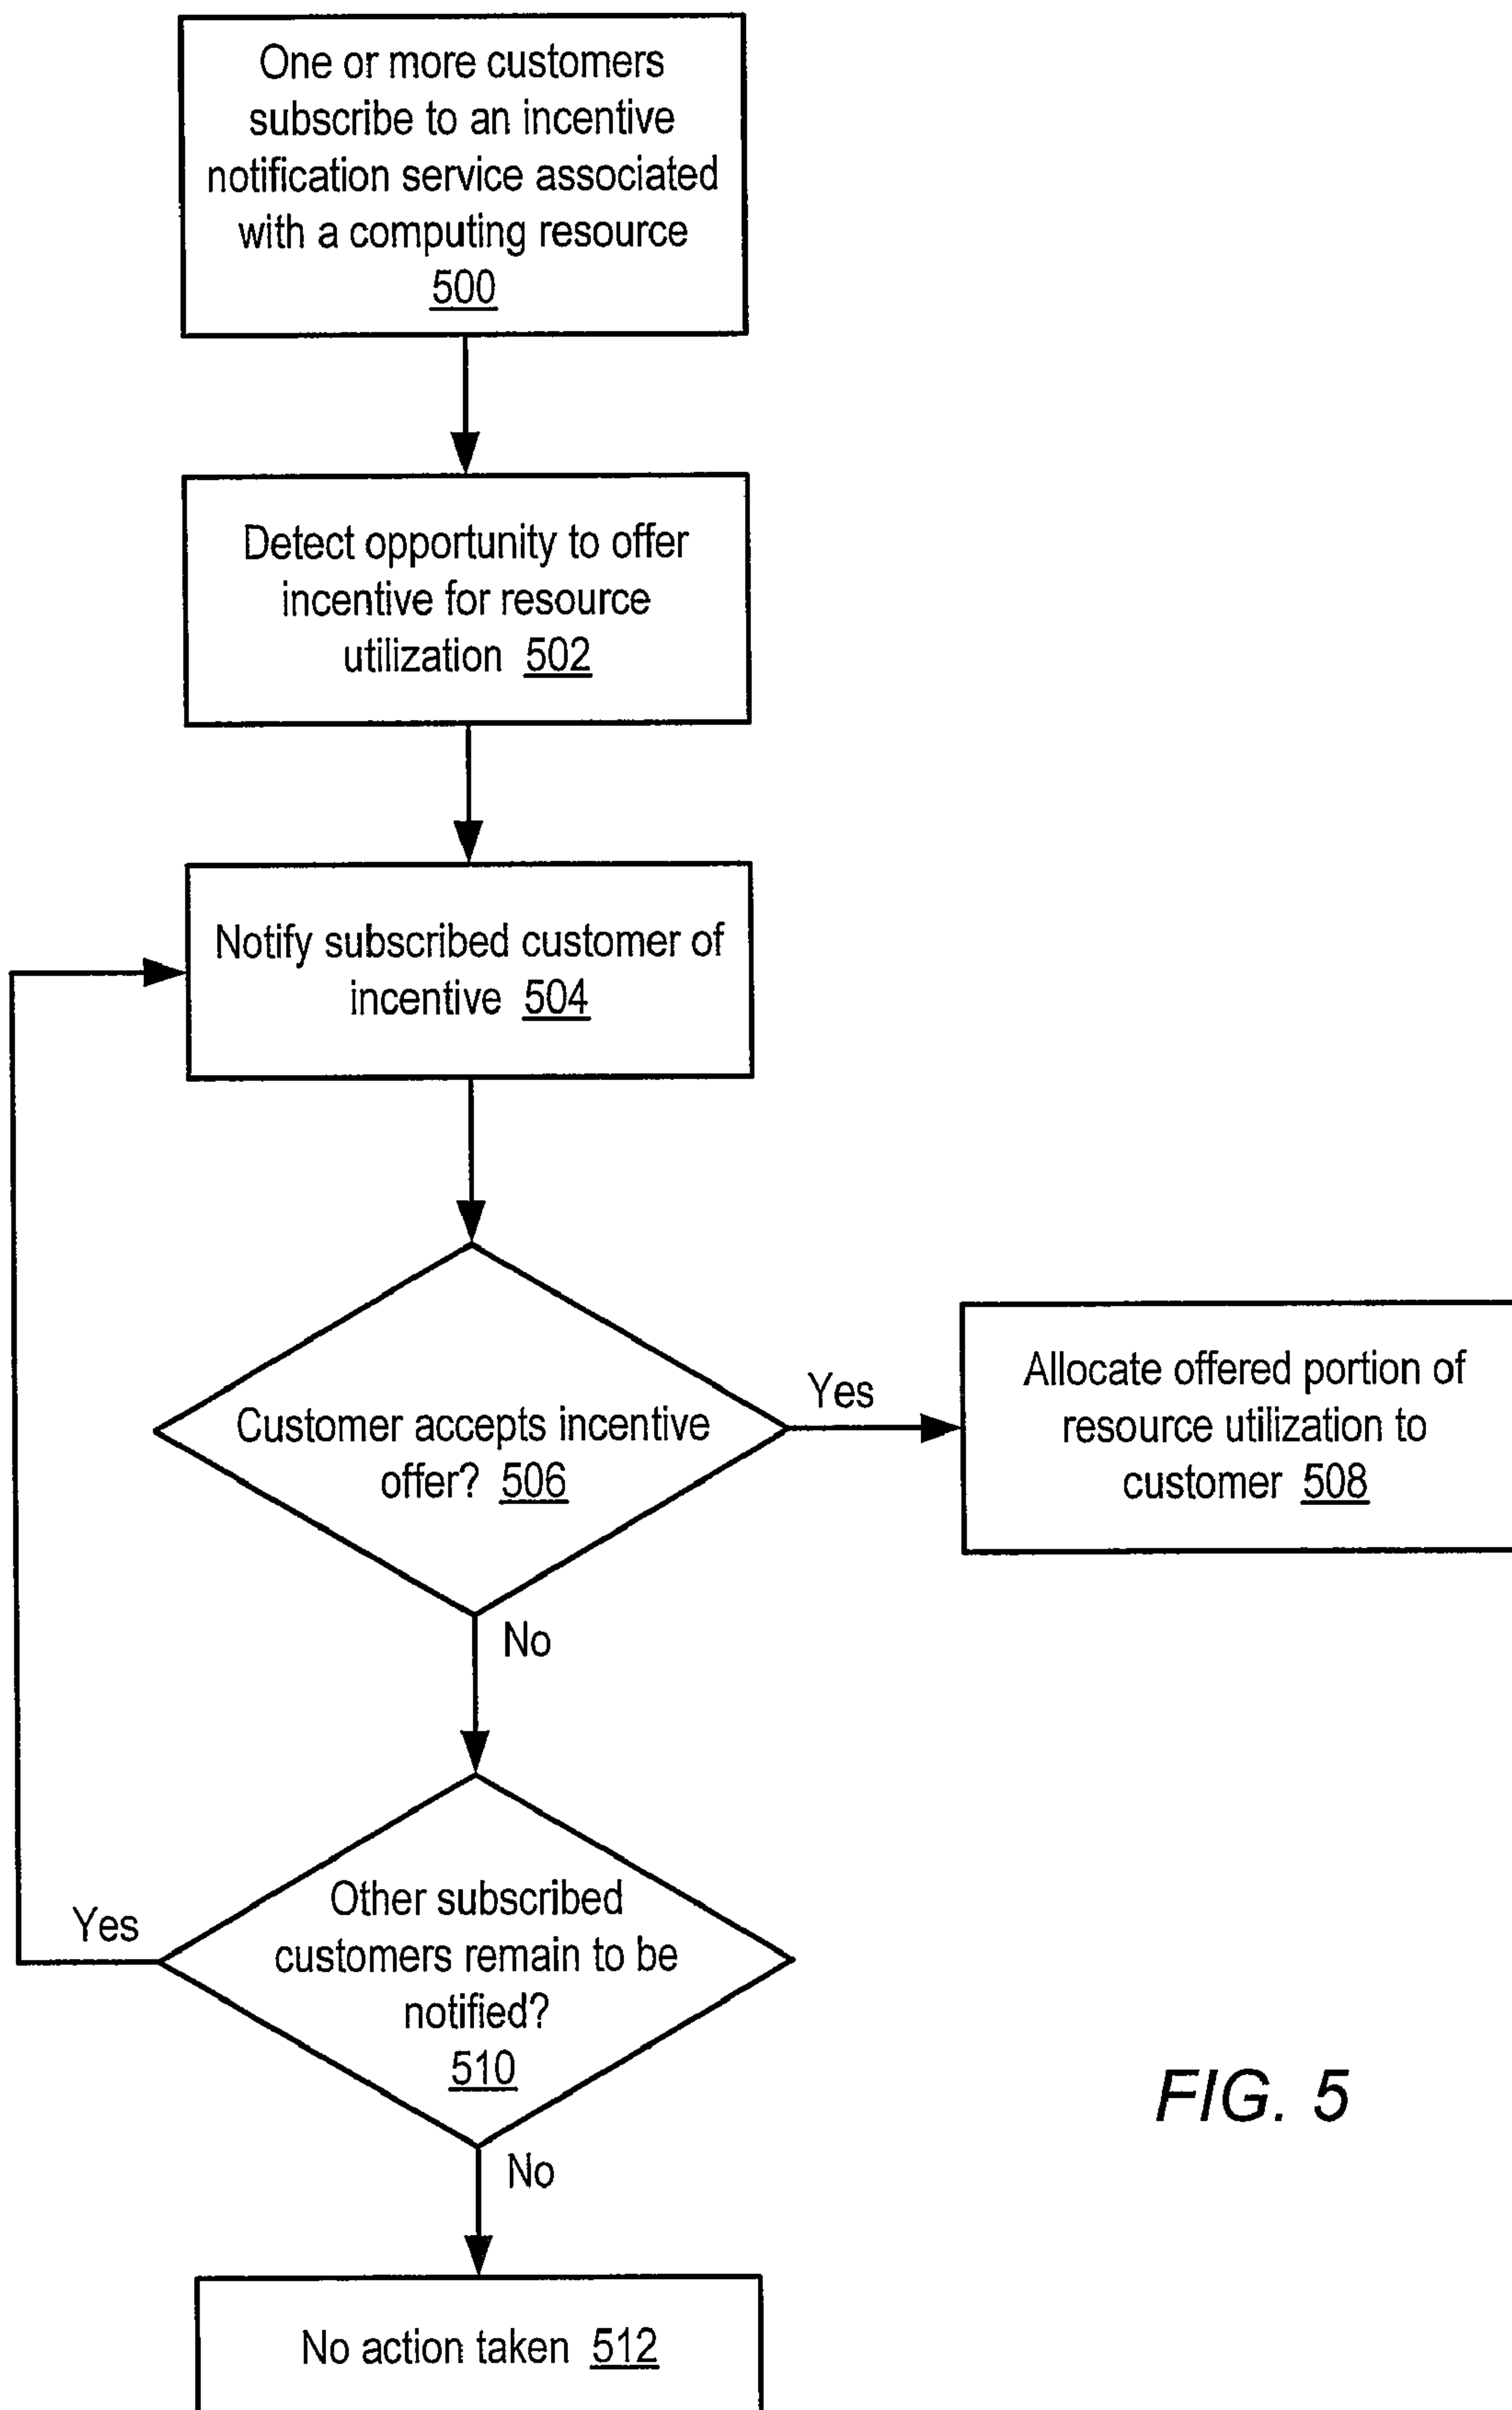 One or more customers
subscribe to an incentive
notification service associated
with a computing resource
500
Detect opportunity to offer
incentive for resource
utilization 502
Notify subscribed customer of
incentive 504
Customer accepts incentive
offer? 506
Yes
Allocate offered portion of
resource utilization to
customer 508
No
Other subscribed
customers remain to be
notified?
510
Yes
No
No action taken 512
FIG. 5